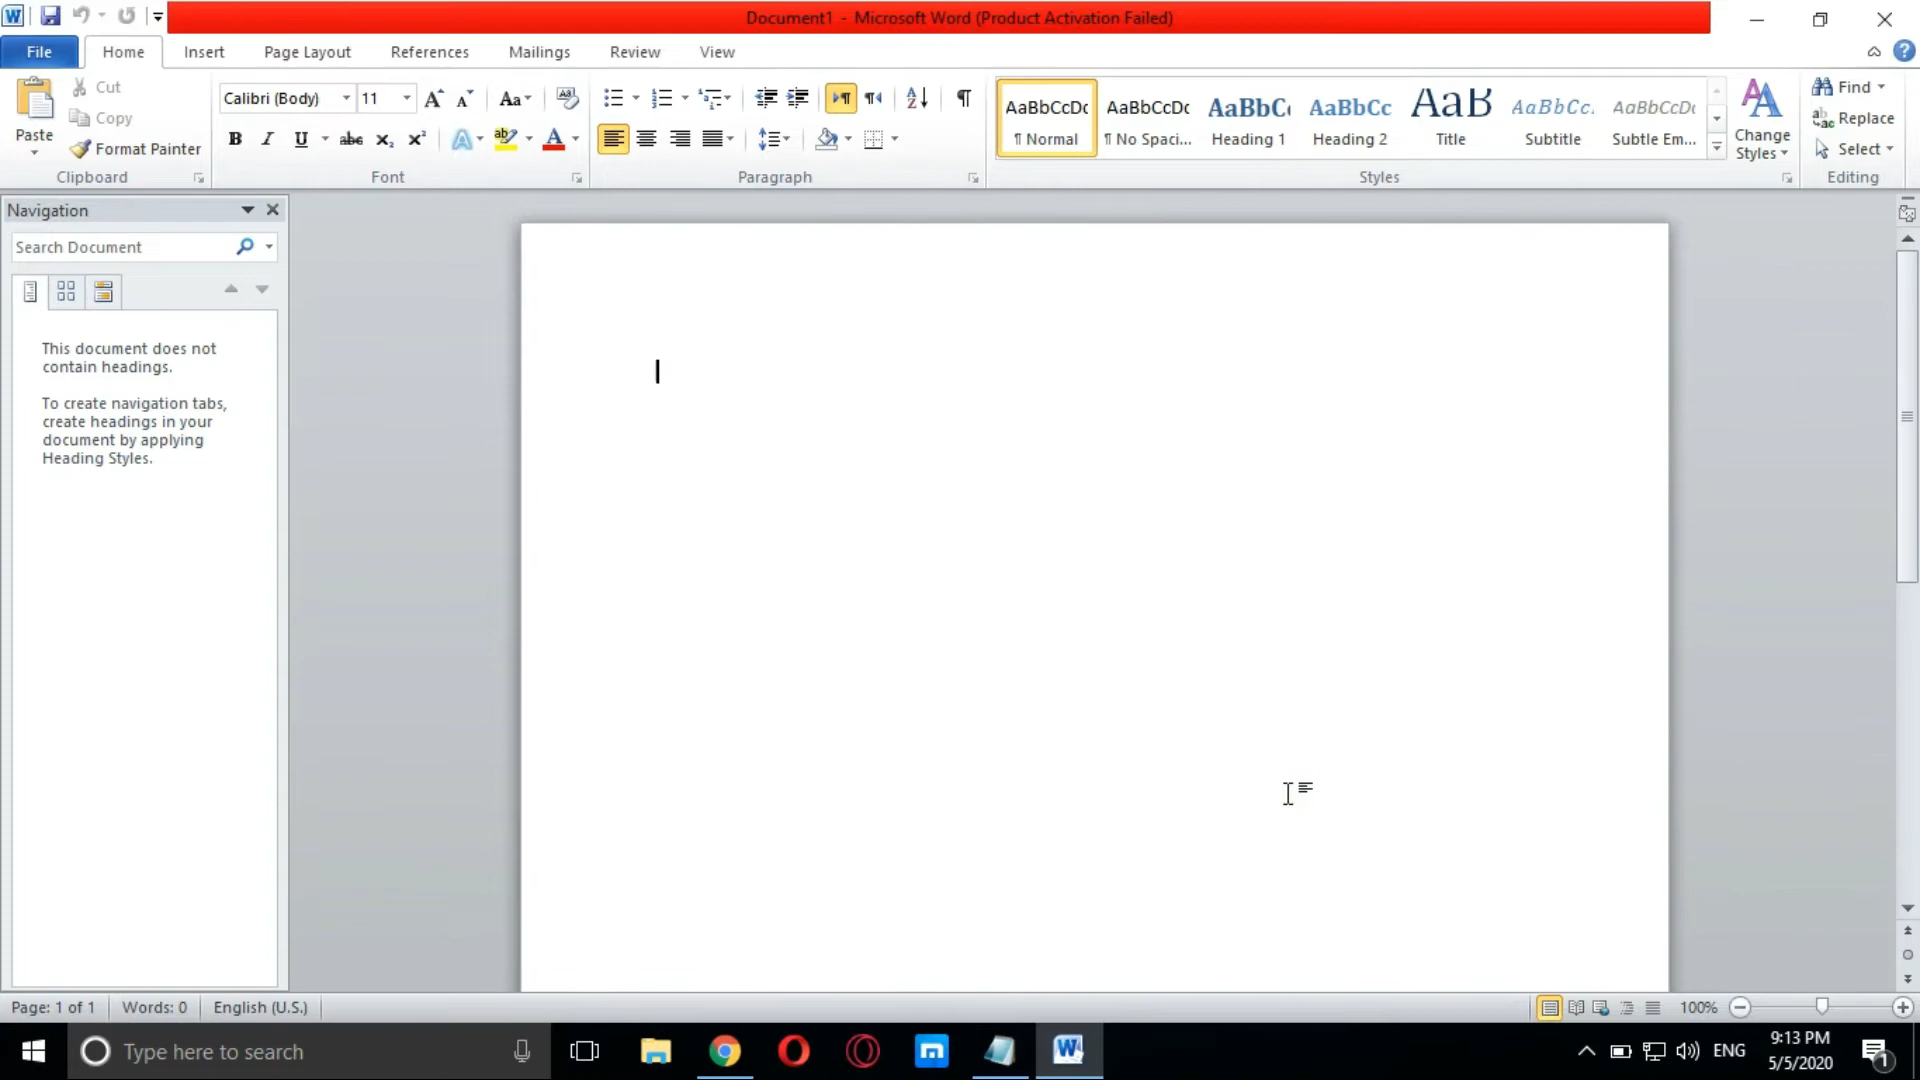 Document1 - Microsoft Word (Product Activation Failed)
File Home Insert Page Layout References Mailings Review View
Paste
Cut
Copy
Format Painter
Clipboard
Calibri (Body) 11
Font
Paragraph
AaBbCcDc AaBbCcDc AaBbC AaBbCc AaB AaBbCc. AaBbCcDc
¶ Normal ¶ No Spaci... Heading 1 Heading 2 Title Subtitle Subtle Em...
Change
Styles
Styles
Find
Replace
Select
Editing
Navigation
Search Document
This document does not
contain headings.
To create navigation tabs,
create headings in your
document by applying
Heading Styles.
Page: 1 of 1 Words: 0 English (U.S.) 100%
Type here to search
ENG
9:13 PM
5/5/2020
1